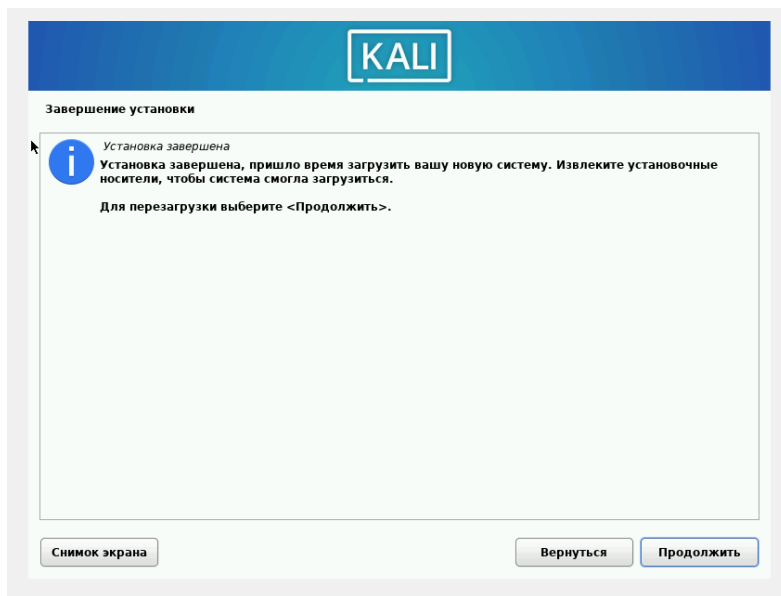 KALI
Завершение установки
Установка завершена
Установка завершена, пришло время загрузить вашу новую систему. Извлеките установочные
носители, чтобы система смогла загрузиться.
Для перезагрузки выберите <Продолжить>.
Снимок экрана
Вернуться
Продолжить